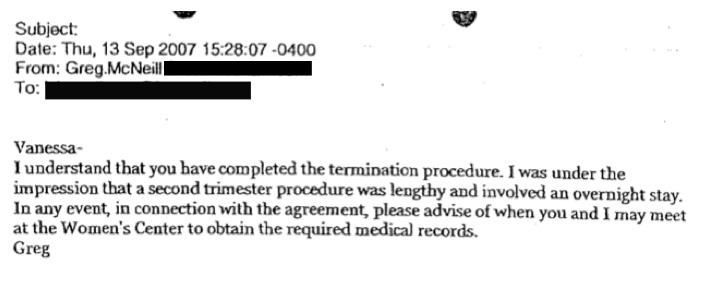 Subject:
Date: Thu, 13 Sep 2007 15:28:07 -0400
From: Greg.McNeill
To:
Vanessa-
I understand that you have completed the termination procedure. I was under the
impression that a second trimester procedure was lengthy and involved an overnight stay.
In any event, in connection with the agreement, please advise of when you and I may meet
at the Women's Center to obtain the required medical records.
Greg